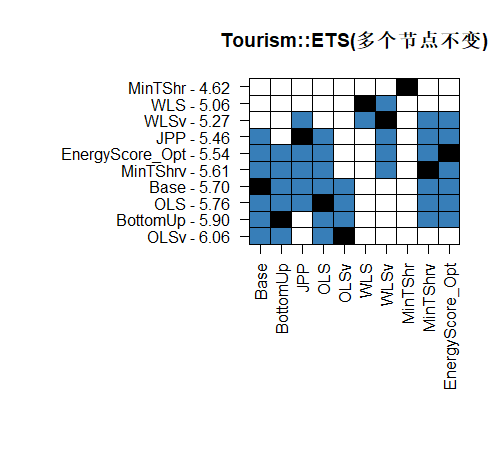 Tourism::ETS(多个节点不变)
MinTShr - 4.62
WLS - 5.06
WLSv - 5.27
JPP - 5.46
EnergyScore_Opt - 5.54
MinTShrv - 5.61
Base - 5.70
OLS - 5.76
BottomUp - 5.90
OLSv - 6.06
Base
BottomUp
JPP
OLS
OLSv
WLS
WLSv
MinTShr
MinTShrv
EnergyScore_Opt